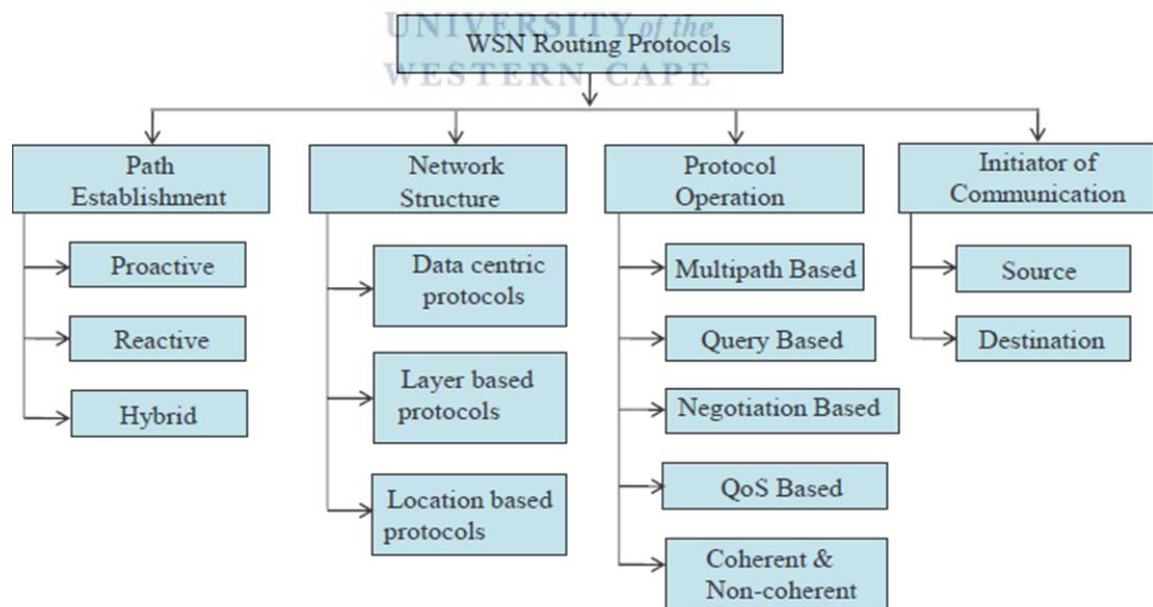 UNIVERSITY of the
WSN Routing Protocols
WESTERN CAPE
Path
Establishment
Proactive
Reactive
Hybrid
Network
Structure
Data centric
protocols
Layer based
protocols
Location based
protocols
Protocol
Operation
Multipath Based
Query Based
Negotiation Based
QoS Based
Coherent &
Non-coherent
Initiator of
Communication
Source
Destination